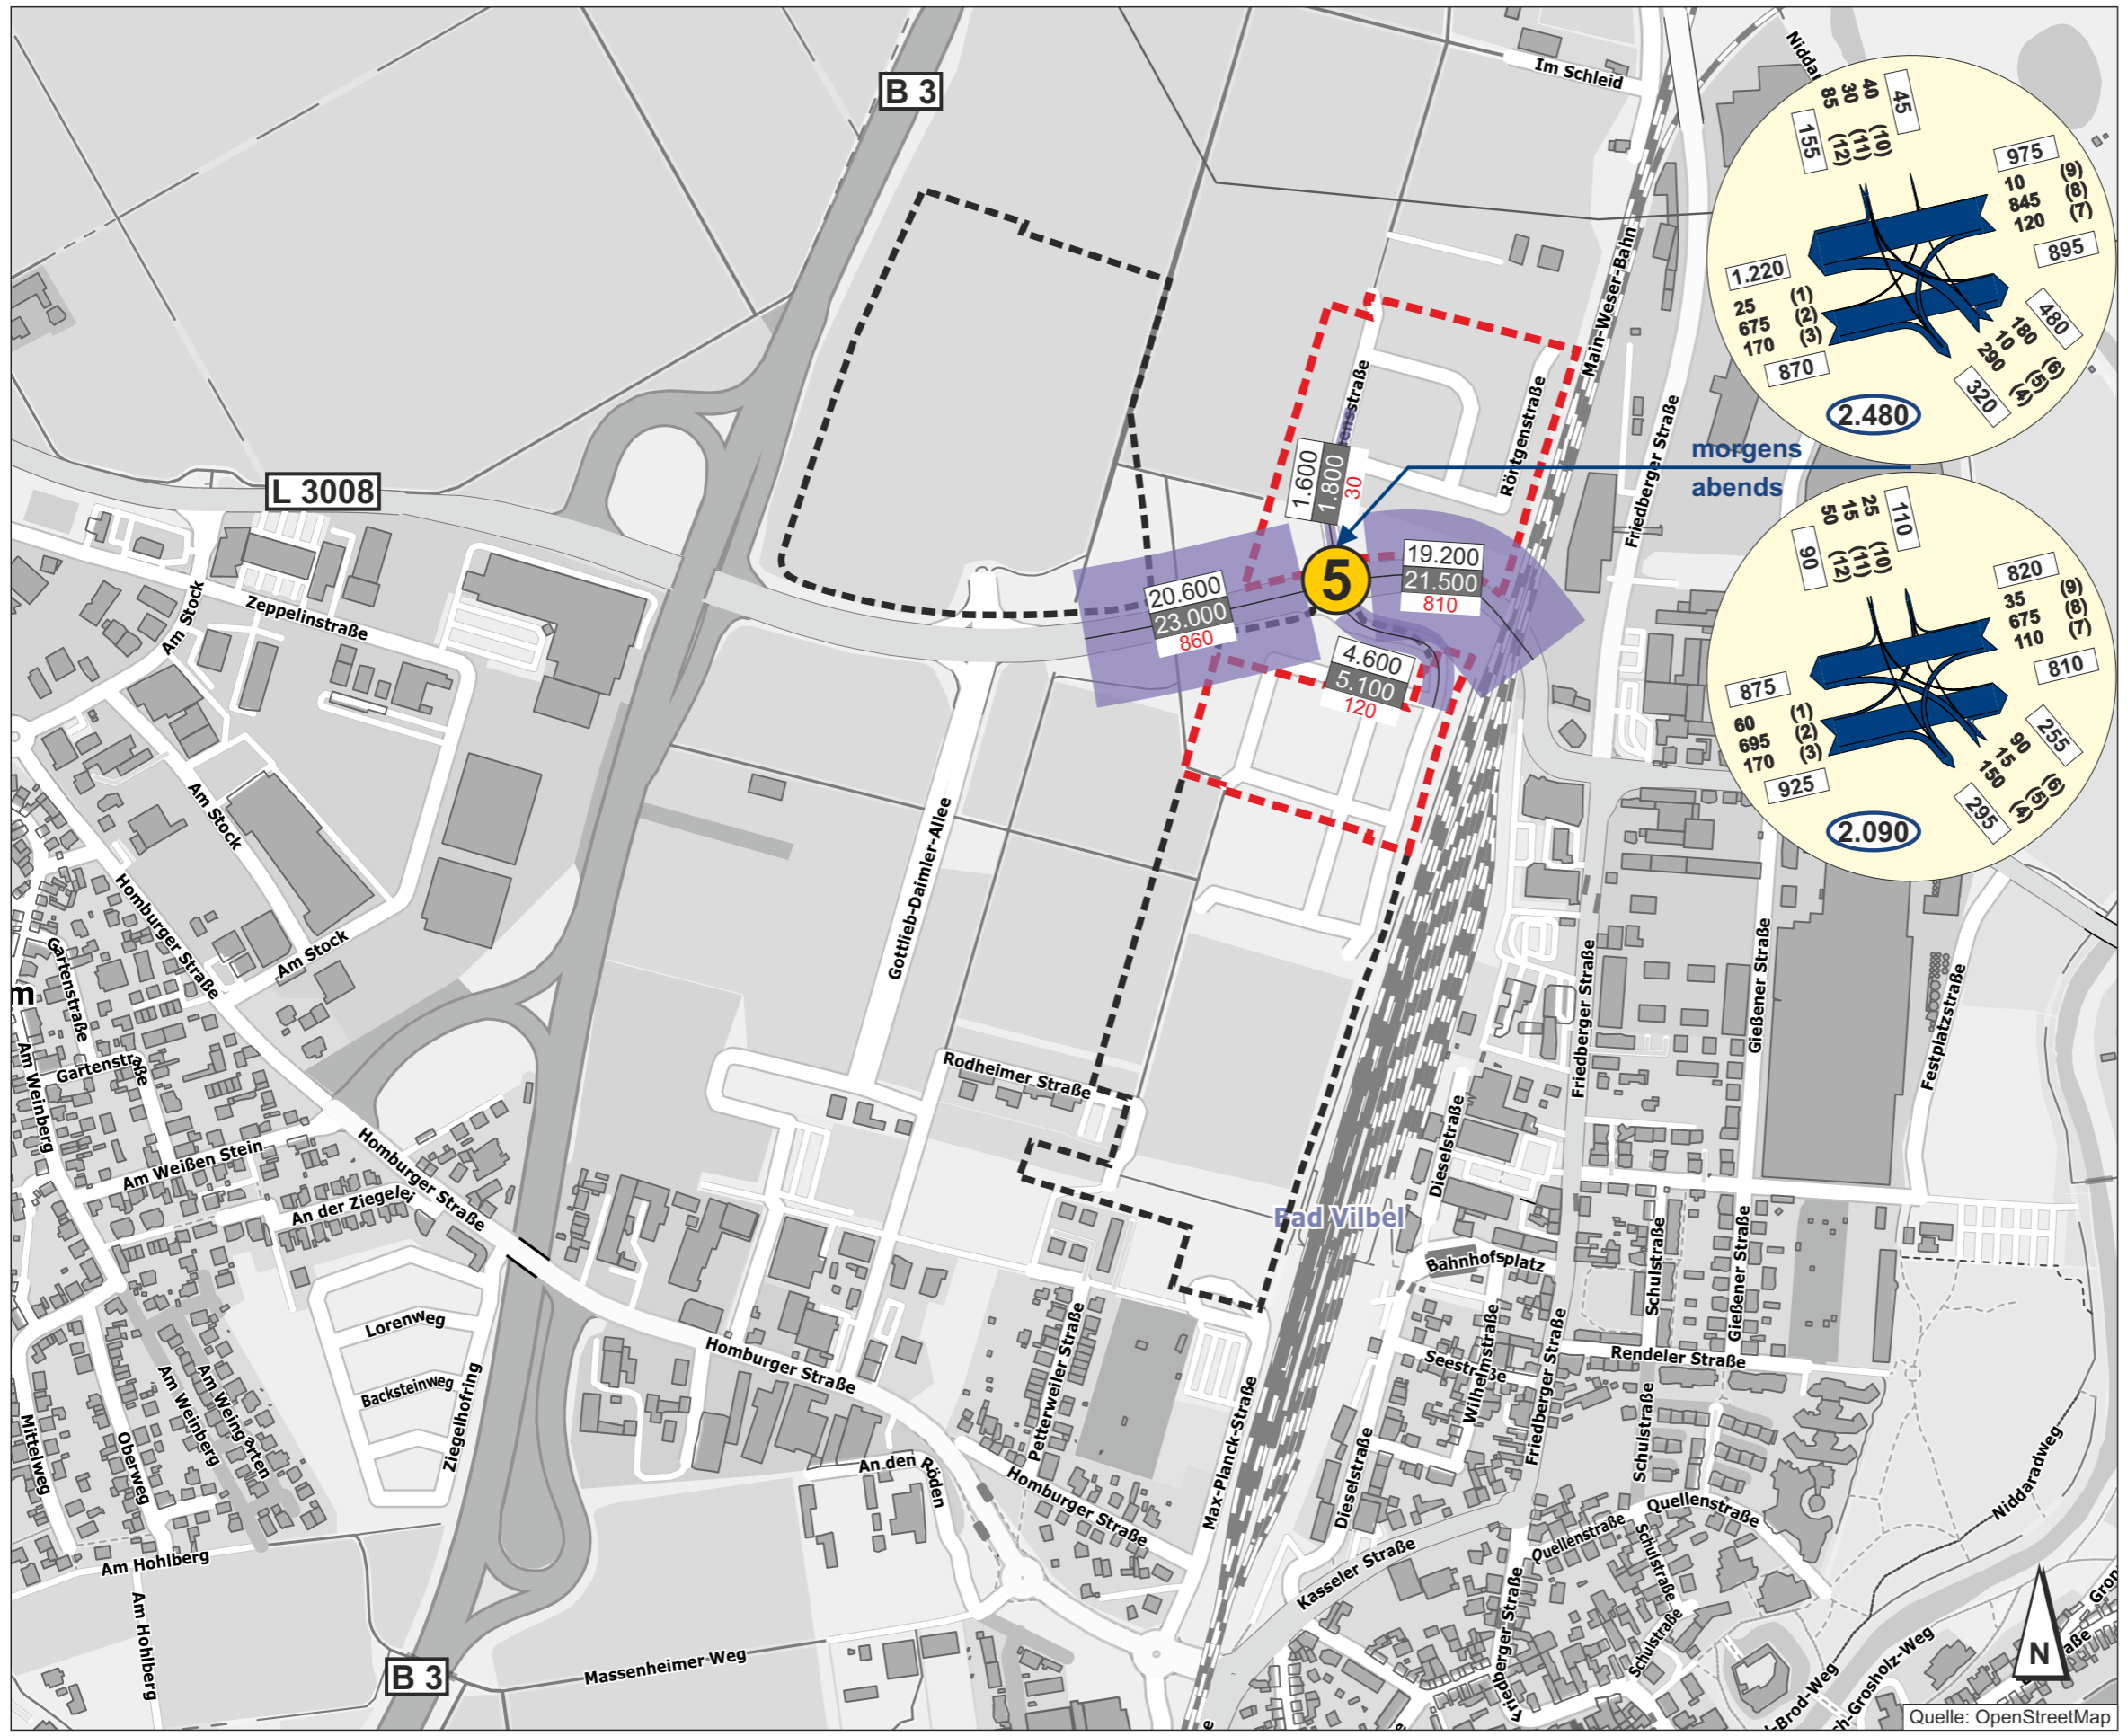 B 3
Im Schleid
L 3008
Main-Weser-Bahn
Röntgenstraße
Friedberger Straße
1.600
1.800
30
5
19.200
21.500
810
20.600
23.000
860
4.600
5.100
120
morgens
abends
85
30
40
45
155
(12)
(11)
(10)
975
10 (9)
845 (8)
120 (7)
895
1.220
25 (1)
675 (2)
170 (3)
870
480
180 (6)
10 (5)
290 (4)
320
2.480
50
15
25
110
90
(12)
(11)
(10)
820
35 (9)
675 (8)
110 (7)
810
875
60 (1)
695 (2)
170 (3)
925
255
90 (6)
15 (5)
150 (4)
295
2.090
Zeppelinstraße
Am Stock
Am Stock
Am Stock
Homburger Straße
Gartenstraße
Gartenstraße
Am Weinberg
Am Weißen Stein
An der Ziegelei
Homburger Straße
Gottlieb-Daimler-Allee
Rodheimer Straße
Friedberger Straße
Gießener Straße
Festplatzstraße
Dieselstraße
Bad Vilbel
Bahnhofsplatz
Schulstraße
Gießener Straße
Lorenweg
Backsteinweg
Ziegelhofring
Homburger Straße
Petterweiler Straße
Seestraße
Wilhelmstraße
Friedberger Straße
Rendeler Straße
Mittelweg
Oberweg
Am Weinberg
Am Weingärten
An den Röden
Homburger Straße
Max-Planck-Straße
Dieselstraße
Schulstraße
Quellenstraße
Quellenstraße
Schulstraße
Schulstraße
Niddaradweg
Am Hohlberg
Am Hohlberg
Kasseler Straße
Friedberger Straße
Massenheimer Weg
B 3
N
Quelle: OpenStreetMap